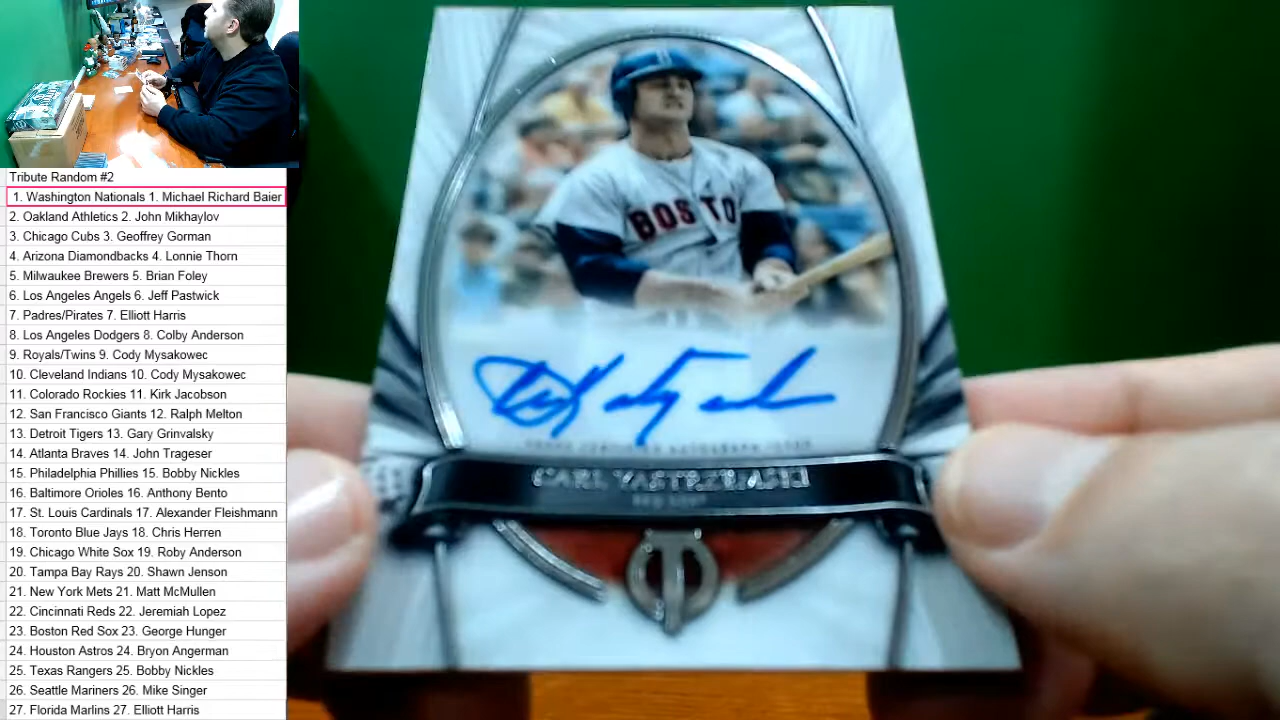 Tribute Random #2
1. Washington Nationals 1. Michael Richard Baier
2. Oakland Athletics 2. John Mikhaylov
3. Chicago Cubs 3. Geoffrey Gorman
4. Arizona Diamondbacks 4. Lonnie Thorn
5. Milwaukee Brewers 5. Brian Foley
6. Los Angeles Angels 6. Jeff Pastwick
7. Padres/Pirates 7. Elliott Harris
8. Los Angeles Dodgers 8. Colby Anderson
9. Royals/Twins 9. Cody Mysakowec
10. Cleveland Indians 10. Cody Mysakowec
11. Colorado Rockies 11. Kirk Jacobson
12. San Francisco Giants 12. Ralph Melton
13. Detroit Tigers 13. Gary Grinvalsky
14. Atlanta Braves 14. John Trageser
15. Philadelphia Phillies 15. Bobby Nickles
16. Baltimore Orioles 16. Anthony Bento
17. St. Louis Cardinals 17. Alexander Fleishmann
18. Toronto Blue Jays 18. Chris Herren
19. Chicago White Sox 19. Roby Anderson
20. Tampa Bay Rays 20. Shawn Jenson
21. New York Mets 21. Matt McMullen
22. Cincinnati Reds 22. Jeremiah Lopez
23. Boston Red Sox 23. George Hunger
24. Houston Astros 24. Bryon Angerman
25. Texas Rangers 25. Bobby Nickles
26. Seattle Mariners 26. Mike Singer
27. Florida Marlins 27. Elliott Harris
BOSTO
CARL YASTRZEMSKI